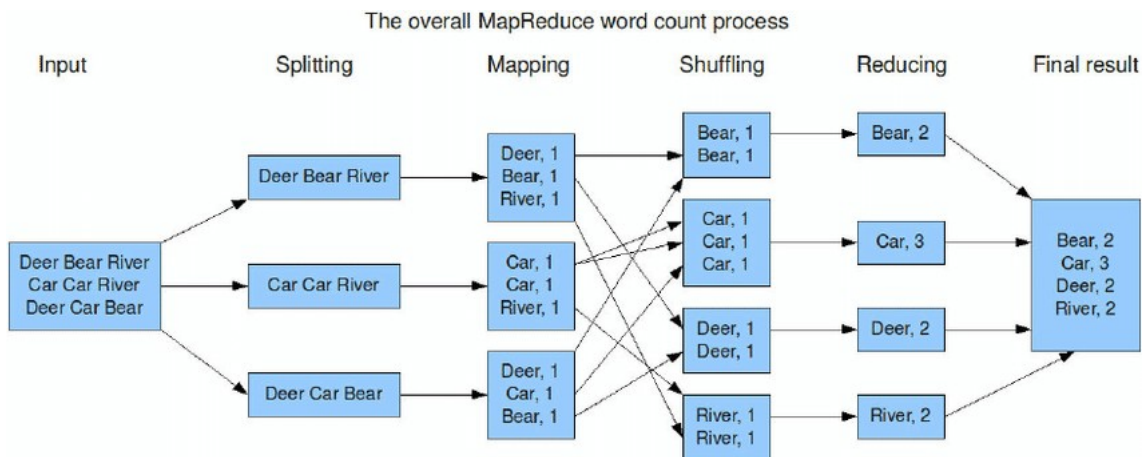 The overall MapReduce word count process
Input
Splitting
Mapping
Shuffling
Reducing
Final result
Deer Bear River
Car Car River
Deer Car Bear
Deer Bear River
Car Car River
Deer Car Bear
Deer, 1
Bear, 1
River, 1
Car, 1
Car, 1
River, 1
Deer, 1
Car, 1
Bear, 1
Bear, 1
Bear, 1
Car, 1
Car, 1
Car, 1
Deer, 1
Deer, 1
River, 1
River, 1
Bear, 2
Car, 3
Deer, 2
River, 2
Bear, 2
Car, 3
Deer, 2
River, 2